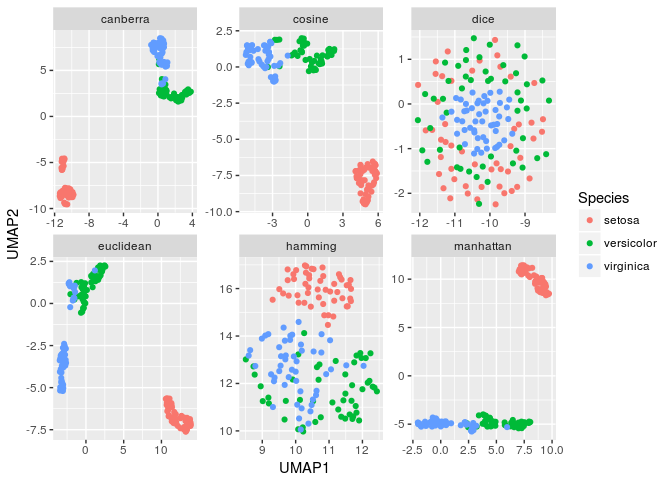 canberra cosine dice
5
0
-5
-10
2.5
0.0
-2.5
-5.0
-7.5
-10.0
1
0
-1
-2
-12 -8 -4 0 4
-3 0 3 6
-12 -11 -10 -9
euclidean hamming manhattan
2.5
0.0
-2.5
-5.0
-7.5
16
14
12
10
10
5
0
-5
0 5 10
9 10 11 12
-2.5 0.0 2.5 5.0 7.5 10.0
UMAP1
UMAP2
Species
setosa
versicolor
virginica